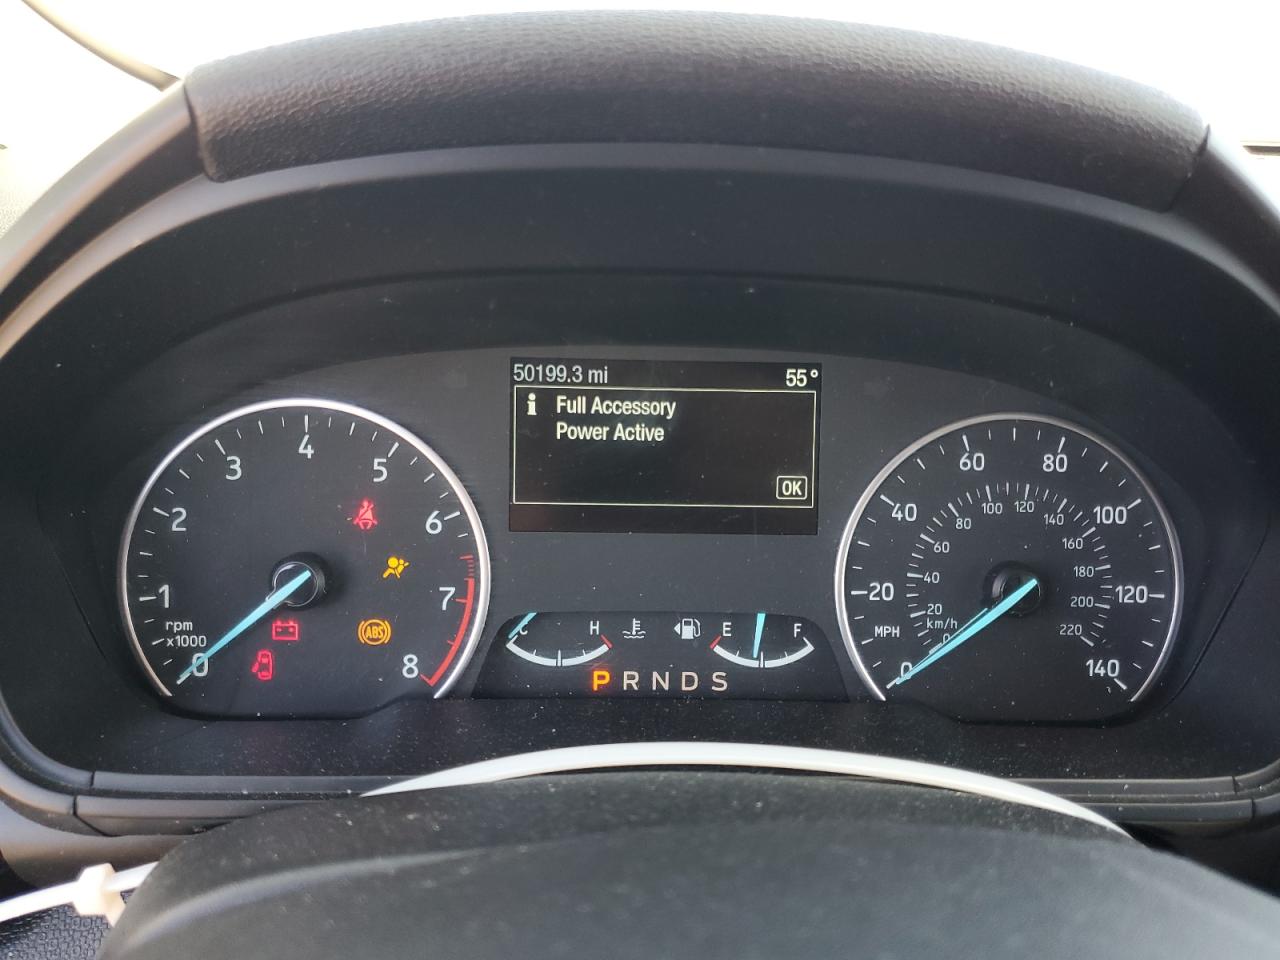 50199.3 mi 55°
i Full Accessory
Power Active
OK
0 1 2 3 4 5 6 7 8
rpm
x1000
ABS
C H E F
P R N D S
0 20 40 60 80 100 120 140
MPH
0 20 40 60 80 100 120 140 160 180 200 220
km/h